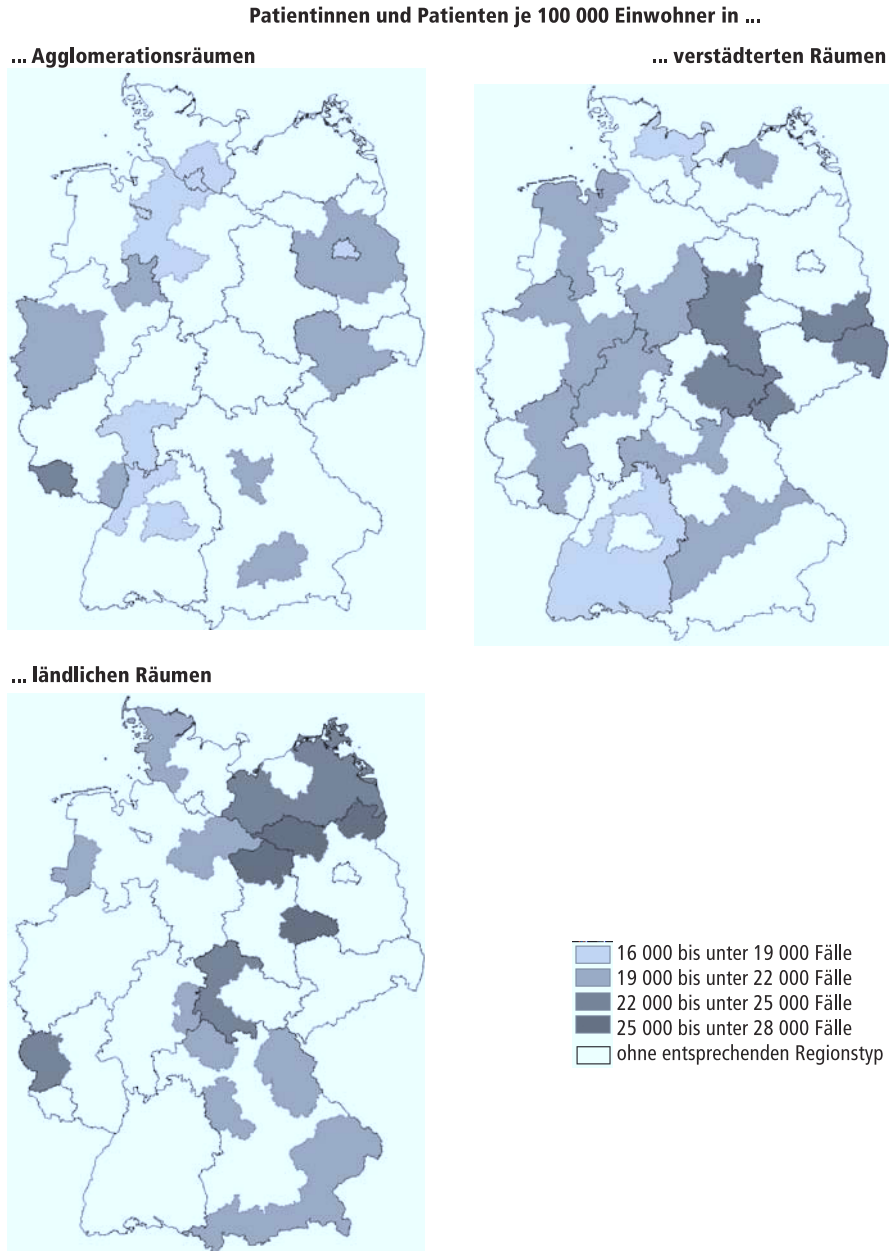 Patientinnen und Patienten je 100 000 Einwohner in ...
... Agglomerationsräumen
... verstädterten Räumen
... ländlichen Räumen
16 000 bis unter 19 000 Fälle
19 000 bis unter 22 000 Fälle
22 000 bis unter 25 000 Fälle
25 000 bis unter 28 000 Fälle
ohne entsprechenden Regionstyp